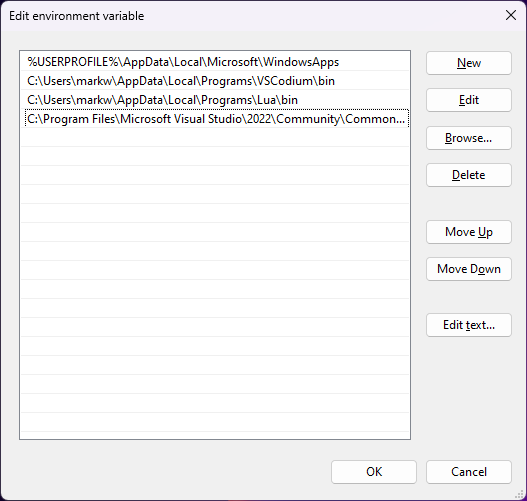 Edit environment variable
%USERPROFILE%\AppData\Local\Microsoft\WindowsApps
C:\Users\markw\AppData\Local\Programs\VSCodium\bin
C:\Users\markw\AppData\Local\Programs\Lua\bin
C:\Program Files\Microsoft Visual Studio\2022\Community\Common...
New
Edit
Browse...
Delete
Move Up
Move Down
Edit text...
OK
Cancel